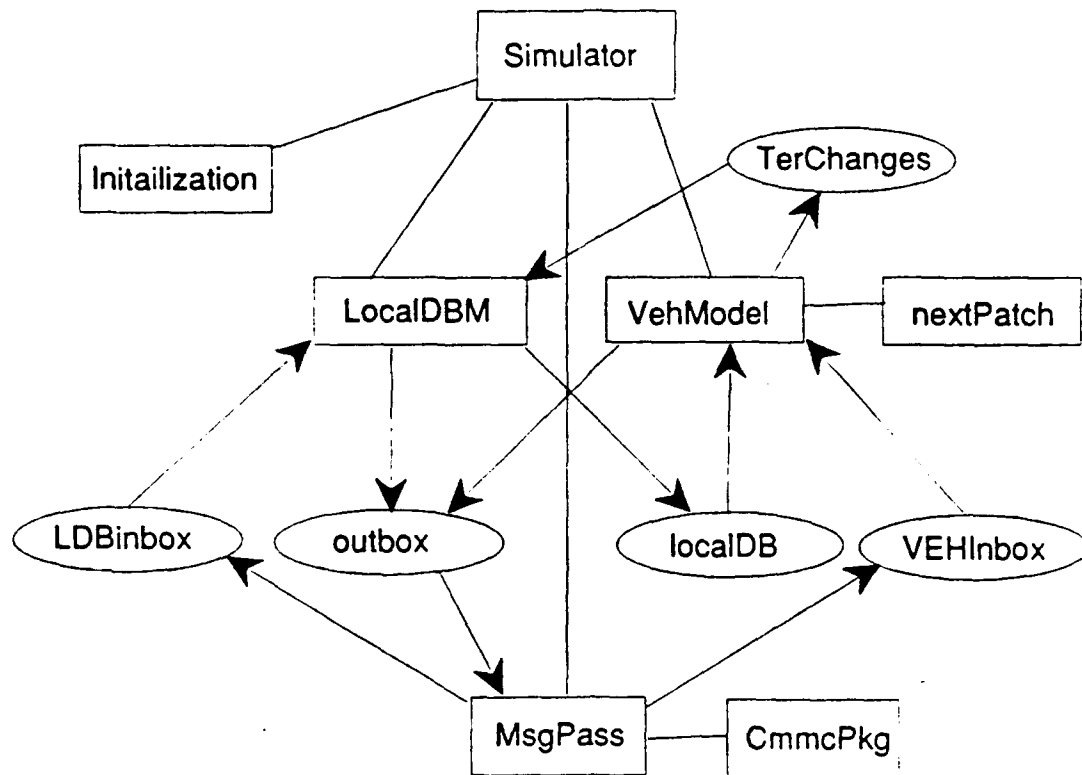 Simulator
TerChanges
Initailization
LocalDBM
VehModel
nextPatch
LDBinbox
outbox
localDB
VEHInbox
MsgPass
CmmcPkg